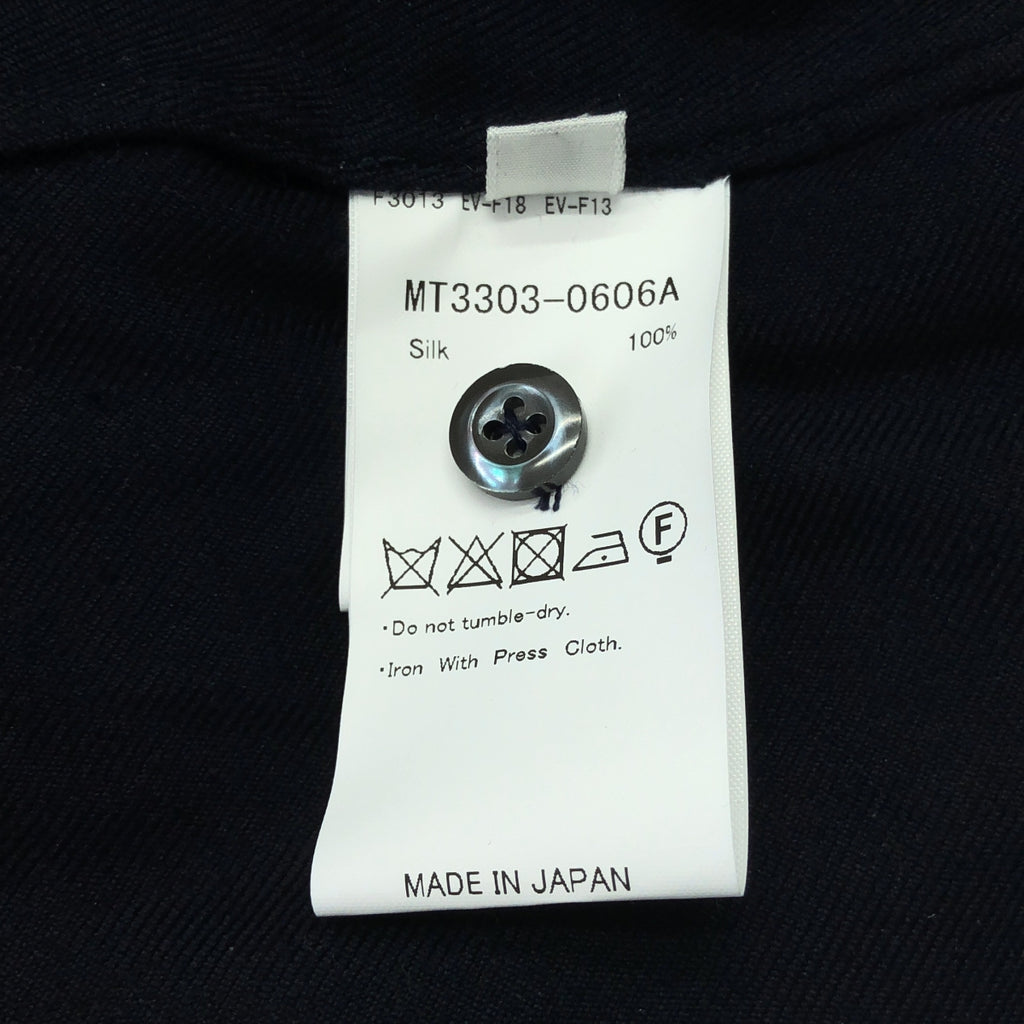 F3013 EV-F18 EV-F13
MT3303-0606A
Silk 100%
F
・Do not tumble-dry.
・Iron With Press Cloth.
MADE IN JAPAN